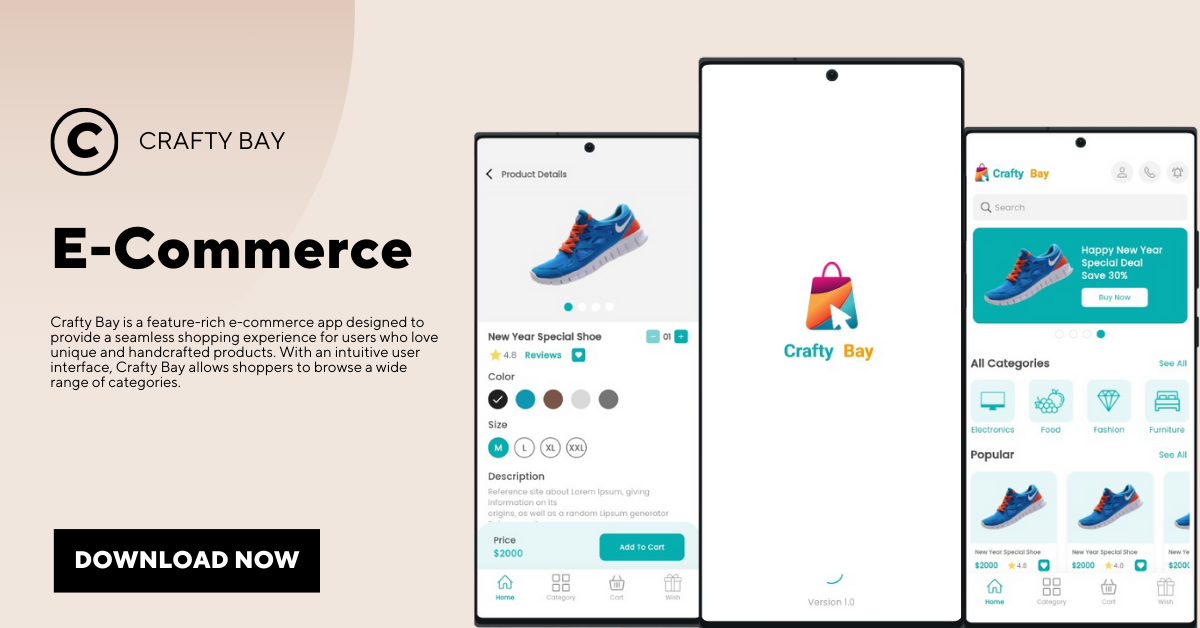 C
CRAFTY BAY
E-Commerce
Crafty Bay is a feature-rich e-commerce app designed to
provide a seamless shopping experience for users who love
unique and handcrafted products. With an intuitive user
interface, Crafty Bay allows shoppers to browse a wide
range of categories.
DOWNLOAD NOW
Product Details
New Year Special Shoe
01
4.8 Reviews
Color
Size
M L XL XXL
Description
Reference site about Lorem Ipsum, giving
information on its
origins, as well as a random Lipsum generator
Price
$2000
Add To Cart
Home Category Cart Wish
Crafty Bay
Version 1.0
Crafty Bay
Search
Happy New Year
Special Deal
Save 30%
Buy Now
All Categories See All
Electronics Food Fashion Furniture
Popular See All
New Year Special Shoe New Year Special Shoe New Ye
$2000 4.8 $2000 4.8 $200
Home Category Cart Wish